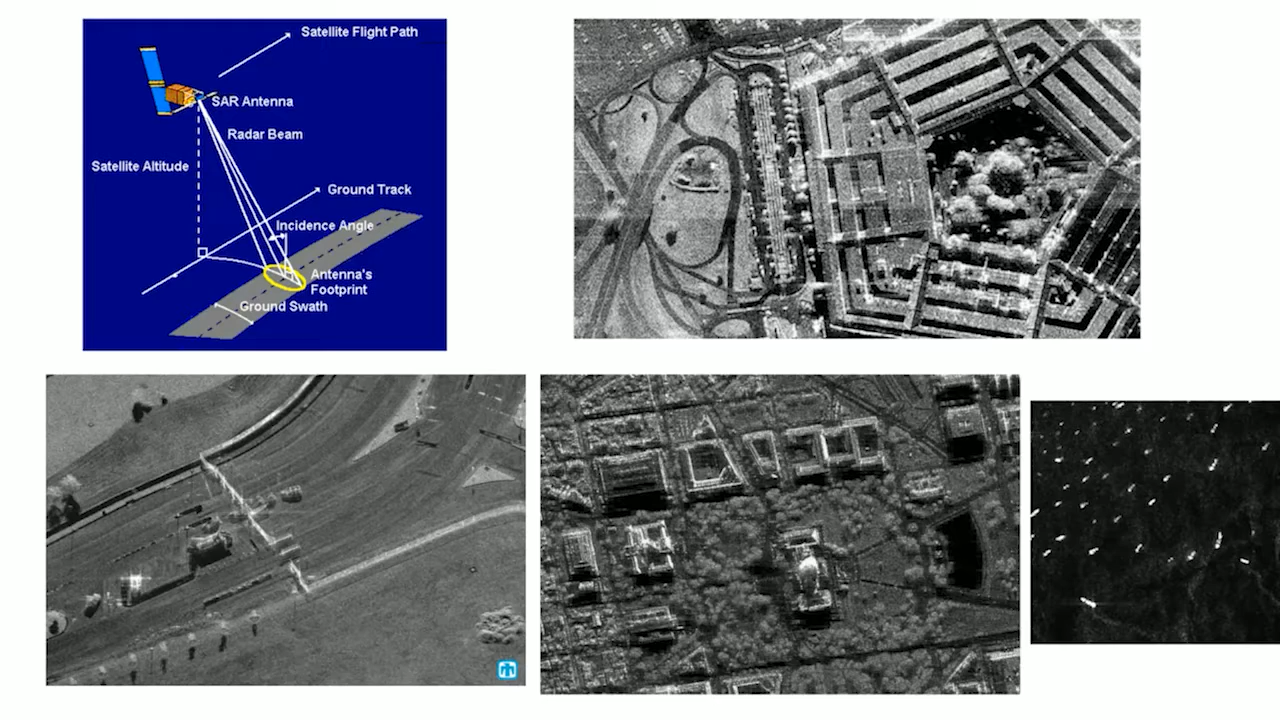 Satellite Flight Path
SAR Antenna
Radar Beam
Satellite Altitude
Ground Track
Incidence Angle
Antenna's
Footprint
Ground Swath